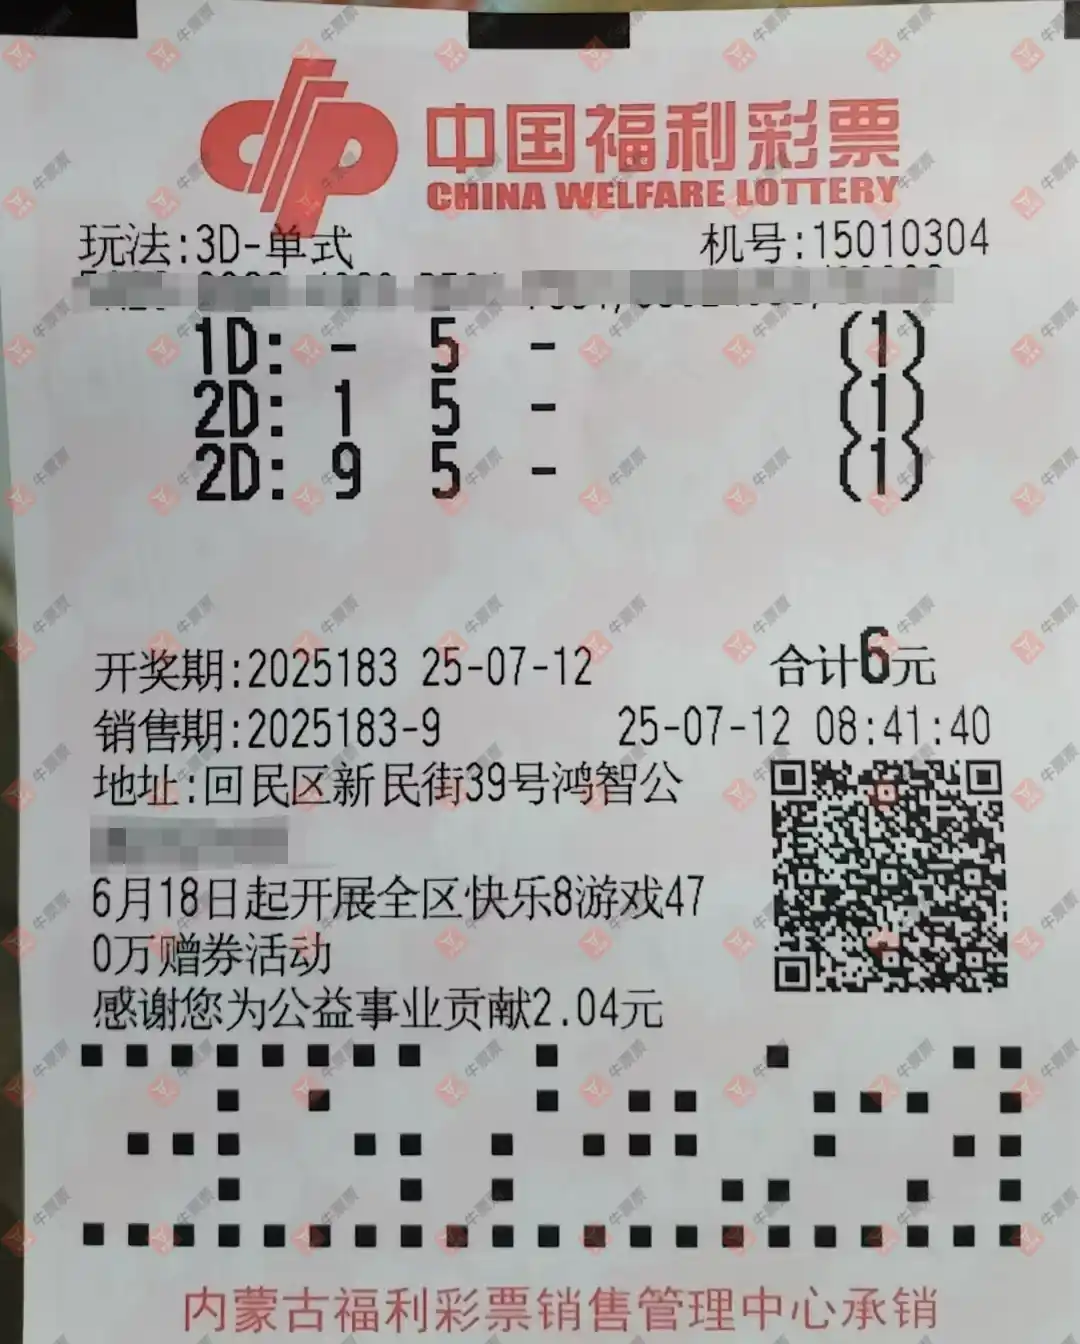 中国福利彩票
CHINA WELFARE LOTTERY
玩法:3D-单式 机号:15010304
1D: - 5 - (1)
2D: 1 5 - (1)
2D: 9 5 - (1)
开奖期:2025183 25-07-12 合计6元
销售期:2025183-9 25-07-12 08:41:40
地址:回民区新民街39号鸿智公
6月18日起开展全区快乐8游戏47
0万赠券活动
感谢您为公益事业贡献2.04元
内蒙古福利彩票销售管理中心承销
牛票票